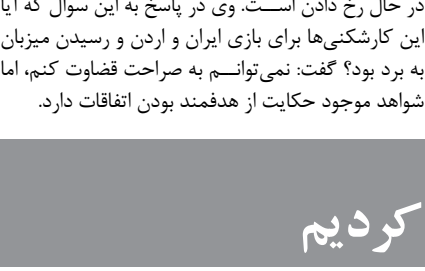 در حال رخ دادن است. وی در پاسخ به این سوال که آیا
این کارشکنی‌ها برای بازی ایران و اردن و رسیدن میزبان
به برد بود؟ گفت: نمی‌توانم به صراحت قضاوت کنم، اما
شواهد موجود حکایت از هدفمند بودن اتفاقات دارد.
کردیم